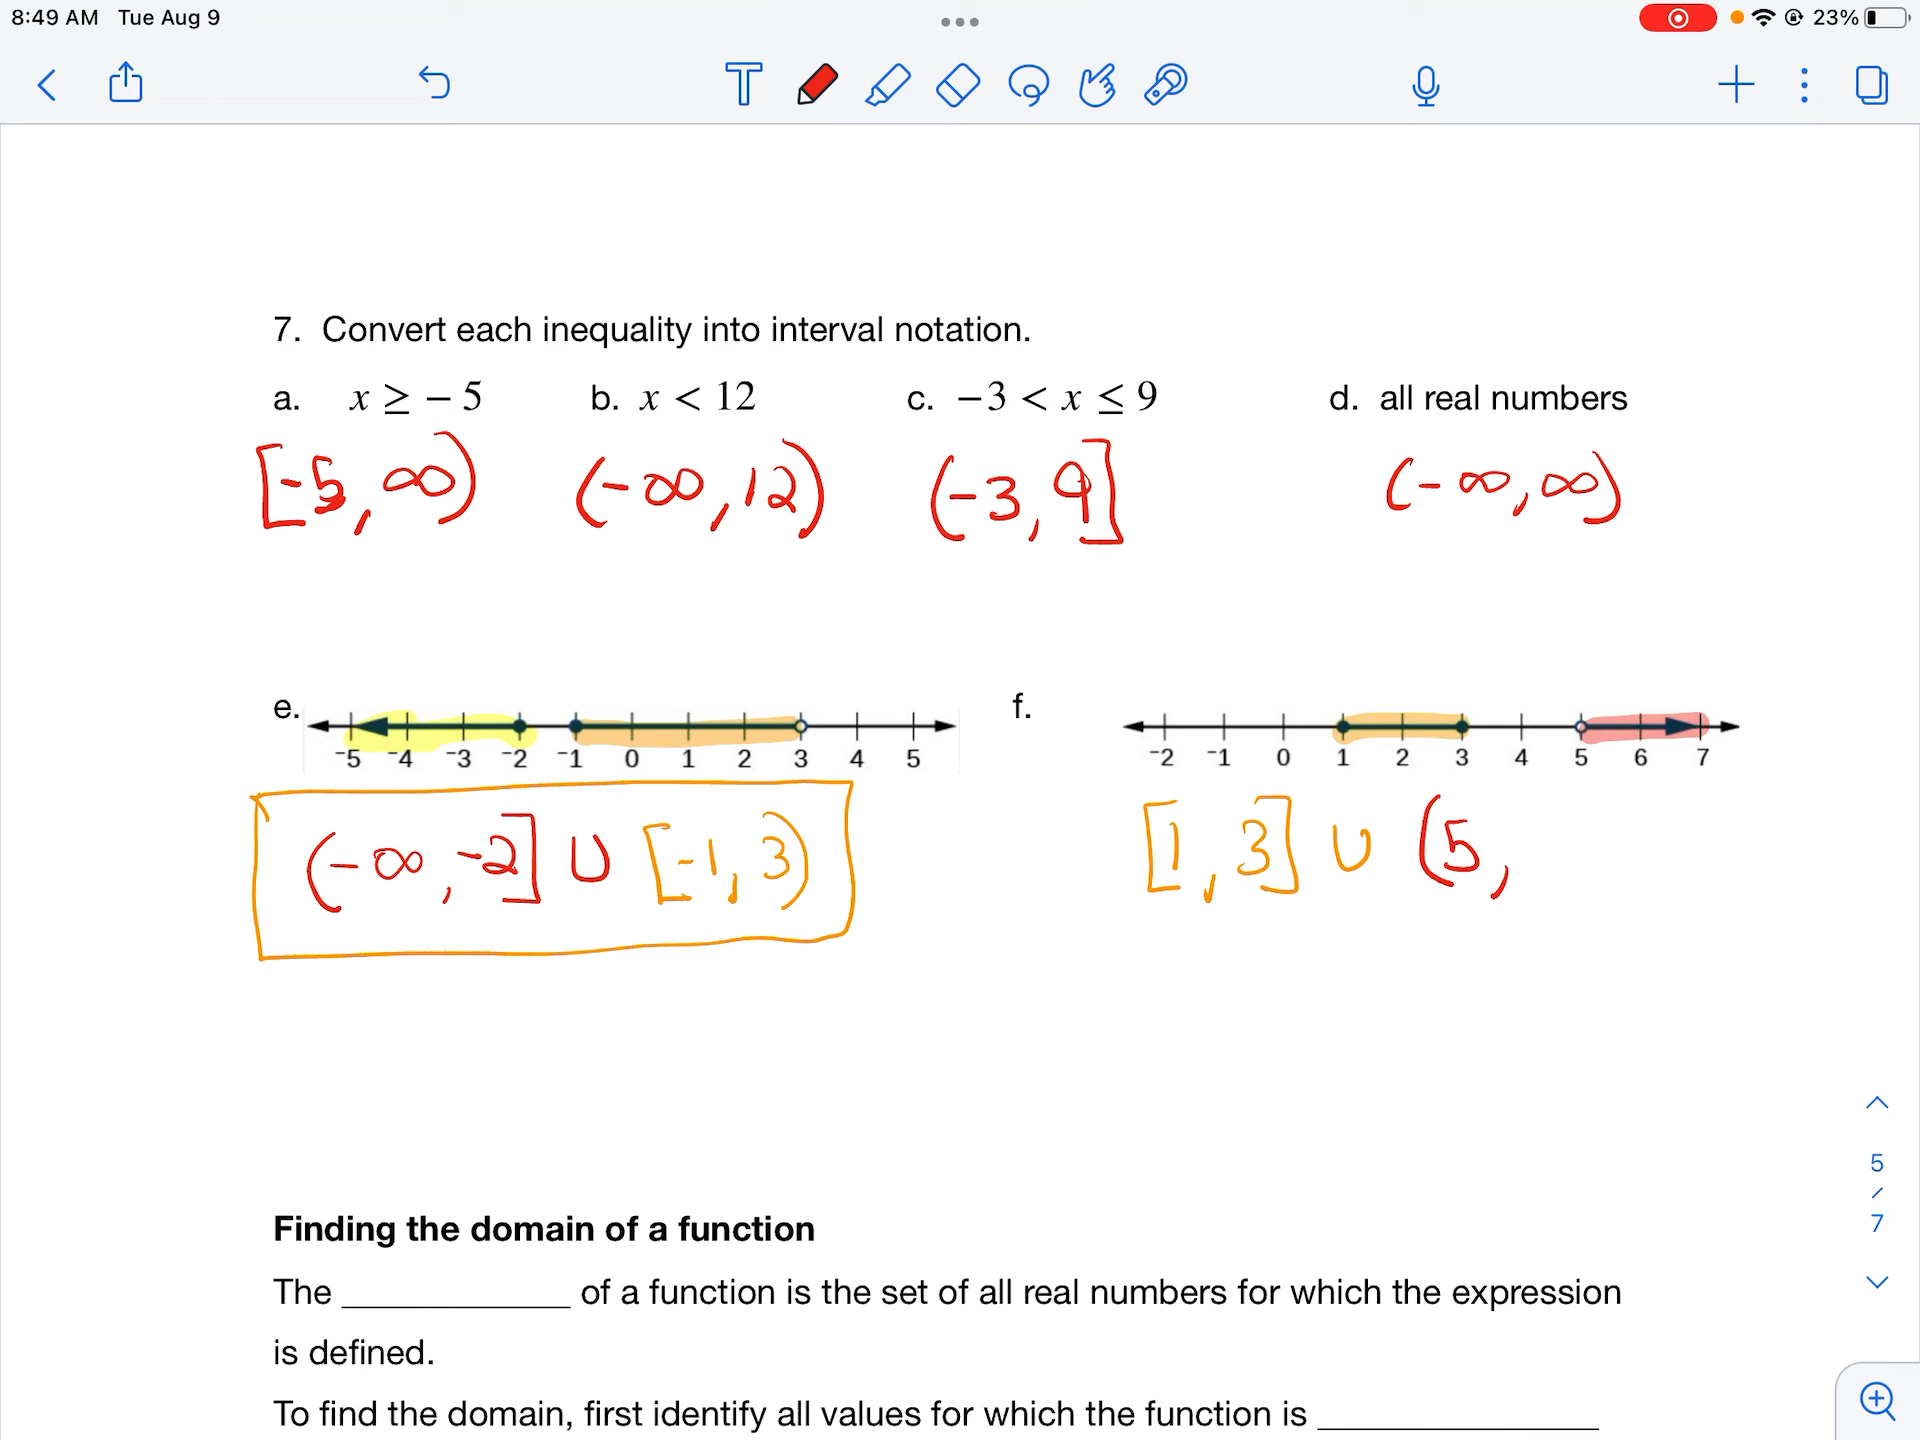 8:49 AM Tue Aug 9 23%
7. Convert each inequality into interval notation.
a. x ≥ − 5 b. x < 12 c. −3 < x ≤ 9 d. all real numbers
[-5, ∞) (-∞, 12) (-3, 9] (-∞, ∞)
e. f.
-5 -4 -3 -2 -1 0 1 2 3 4 5 -2 -1 0 1 2 3 4 5 6 7
(-∞, -2] ∪ [-1, 3) [1, 3] ∪ (5,
5
/
7
Finding the domain of a function
The _____________ of a function is the set of all real numbers for which the expression
is defined.
To find the domain, first identify all values for which the function is ________________